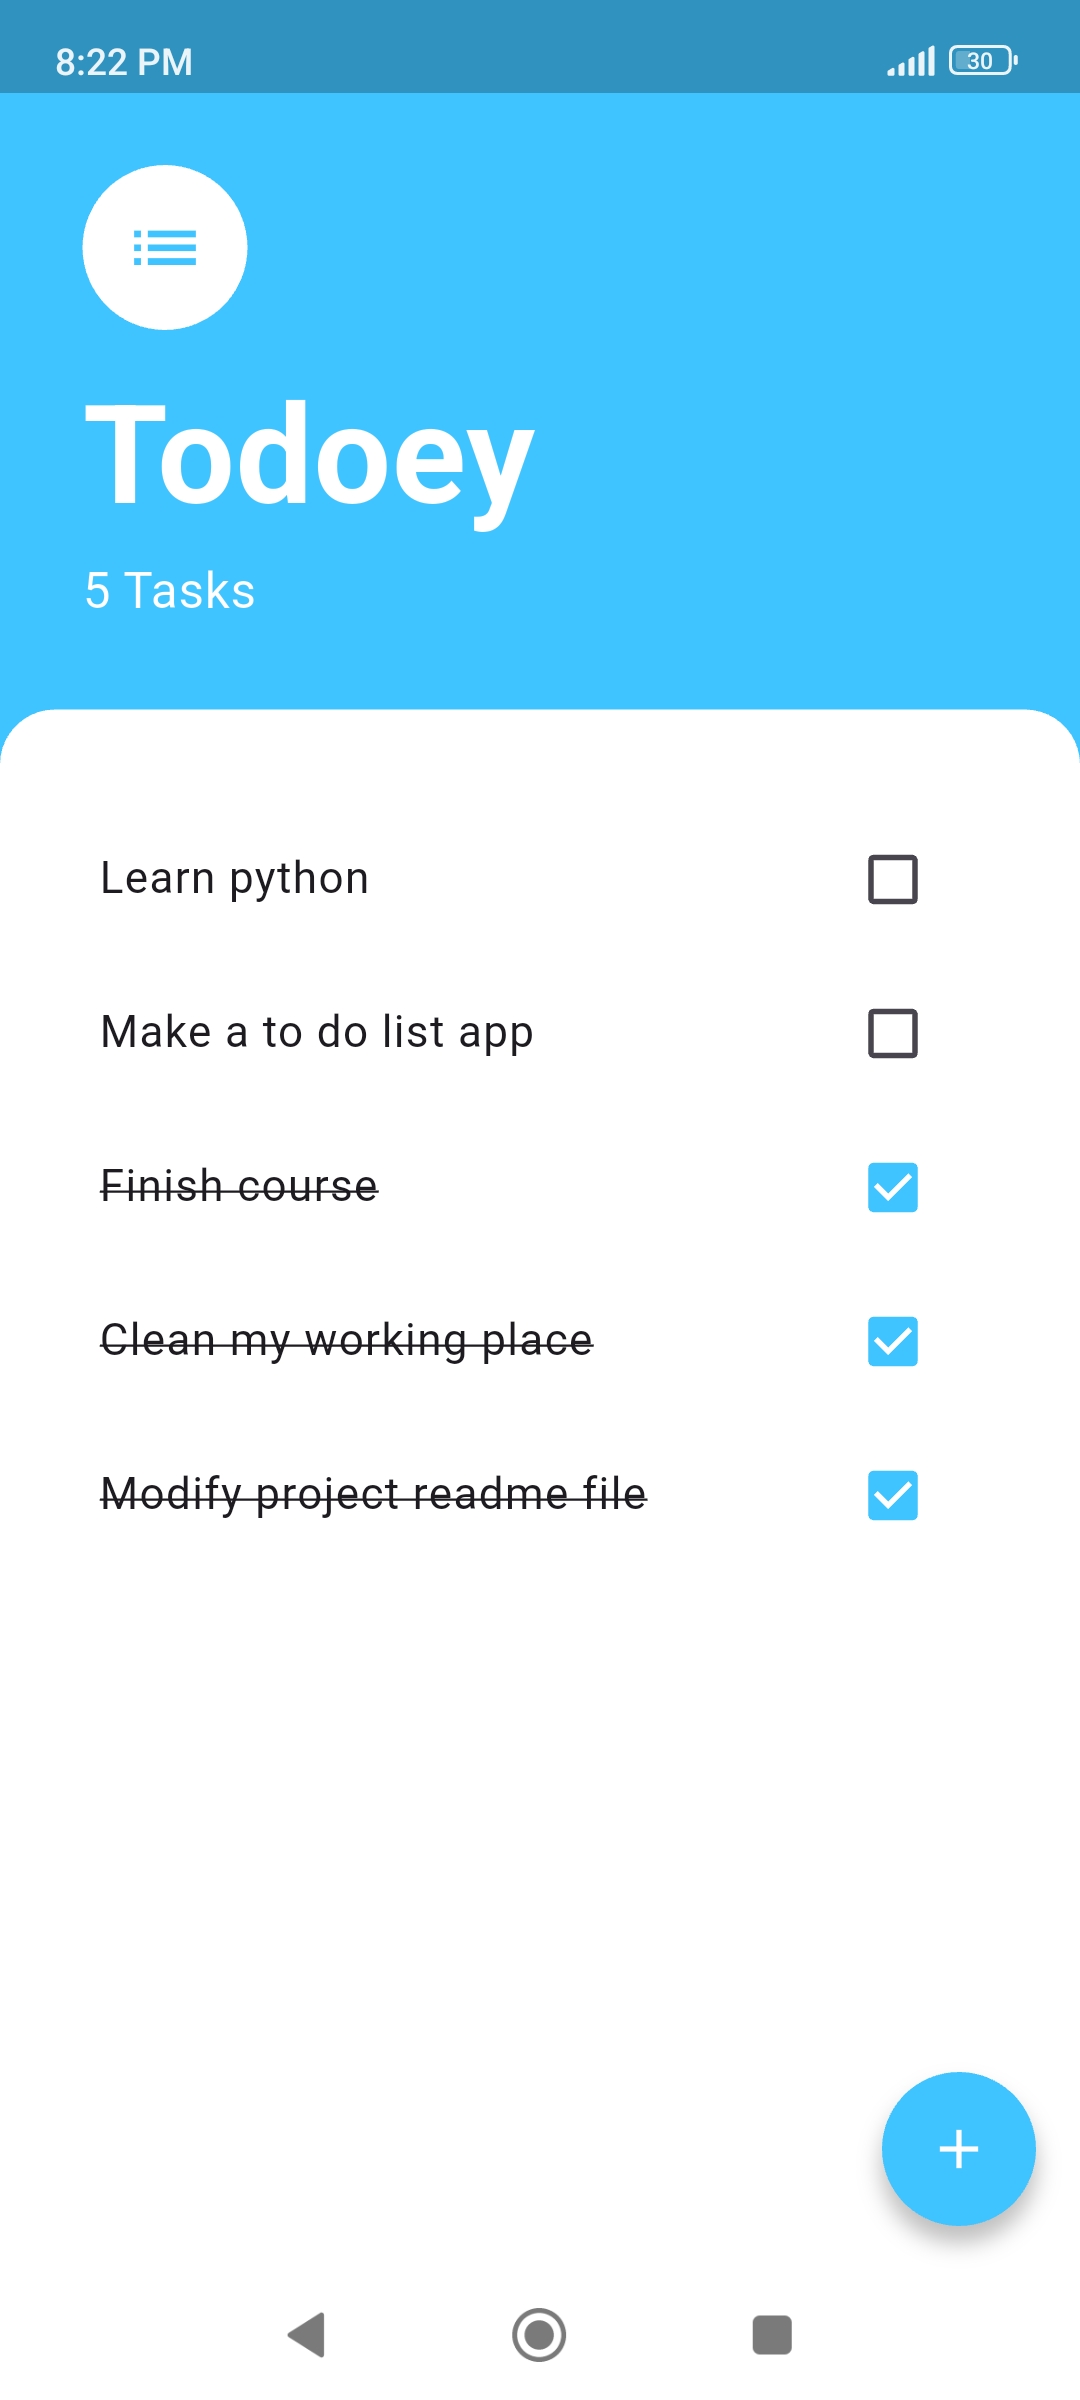 8:22 PM
30
Todoey
5 Tasks
Learn python
Make a to do list app
Finish course
Clean my working place
Modify project readme file